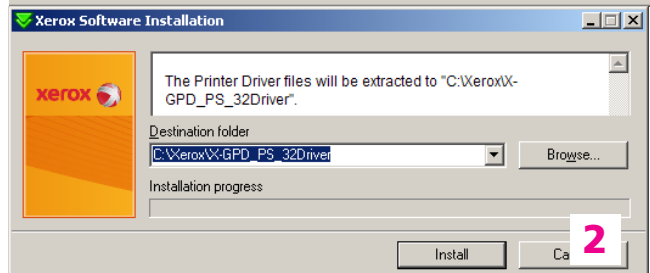 Xerox Software Installation
xerox
The Printer Driver files will be extracted to "C:\Xerox\X-
GPD_PS_32Driver".
Destination folder
C:\Xerox\X-GPD_PS_32Driver
Browse...
Installation progress
Install
Ca
2